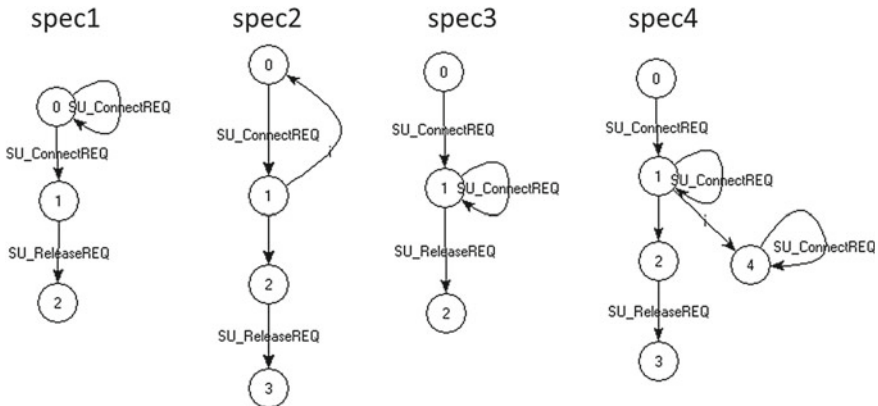 spec1 spec2 spec3 spec4
0
SU_ConnectREQ
SU_ConnectREQ
1
SU_ReleaseREQ
2
0
SU_ConnectREQ
i
1
2
SU_ReleaseREQ
3
0
SU_ConnectREQ
1
SU_ConnectREQ
SU_ReleaseREQ
2
0
SU_ConnectREQ
1
SU_ConnectREQ
i
SU_ConnectREQ
2
4
SU_ReleaseREQ
3